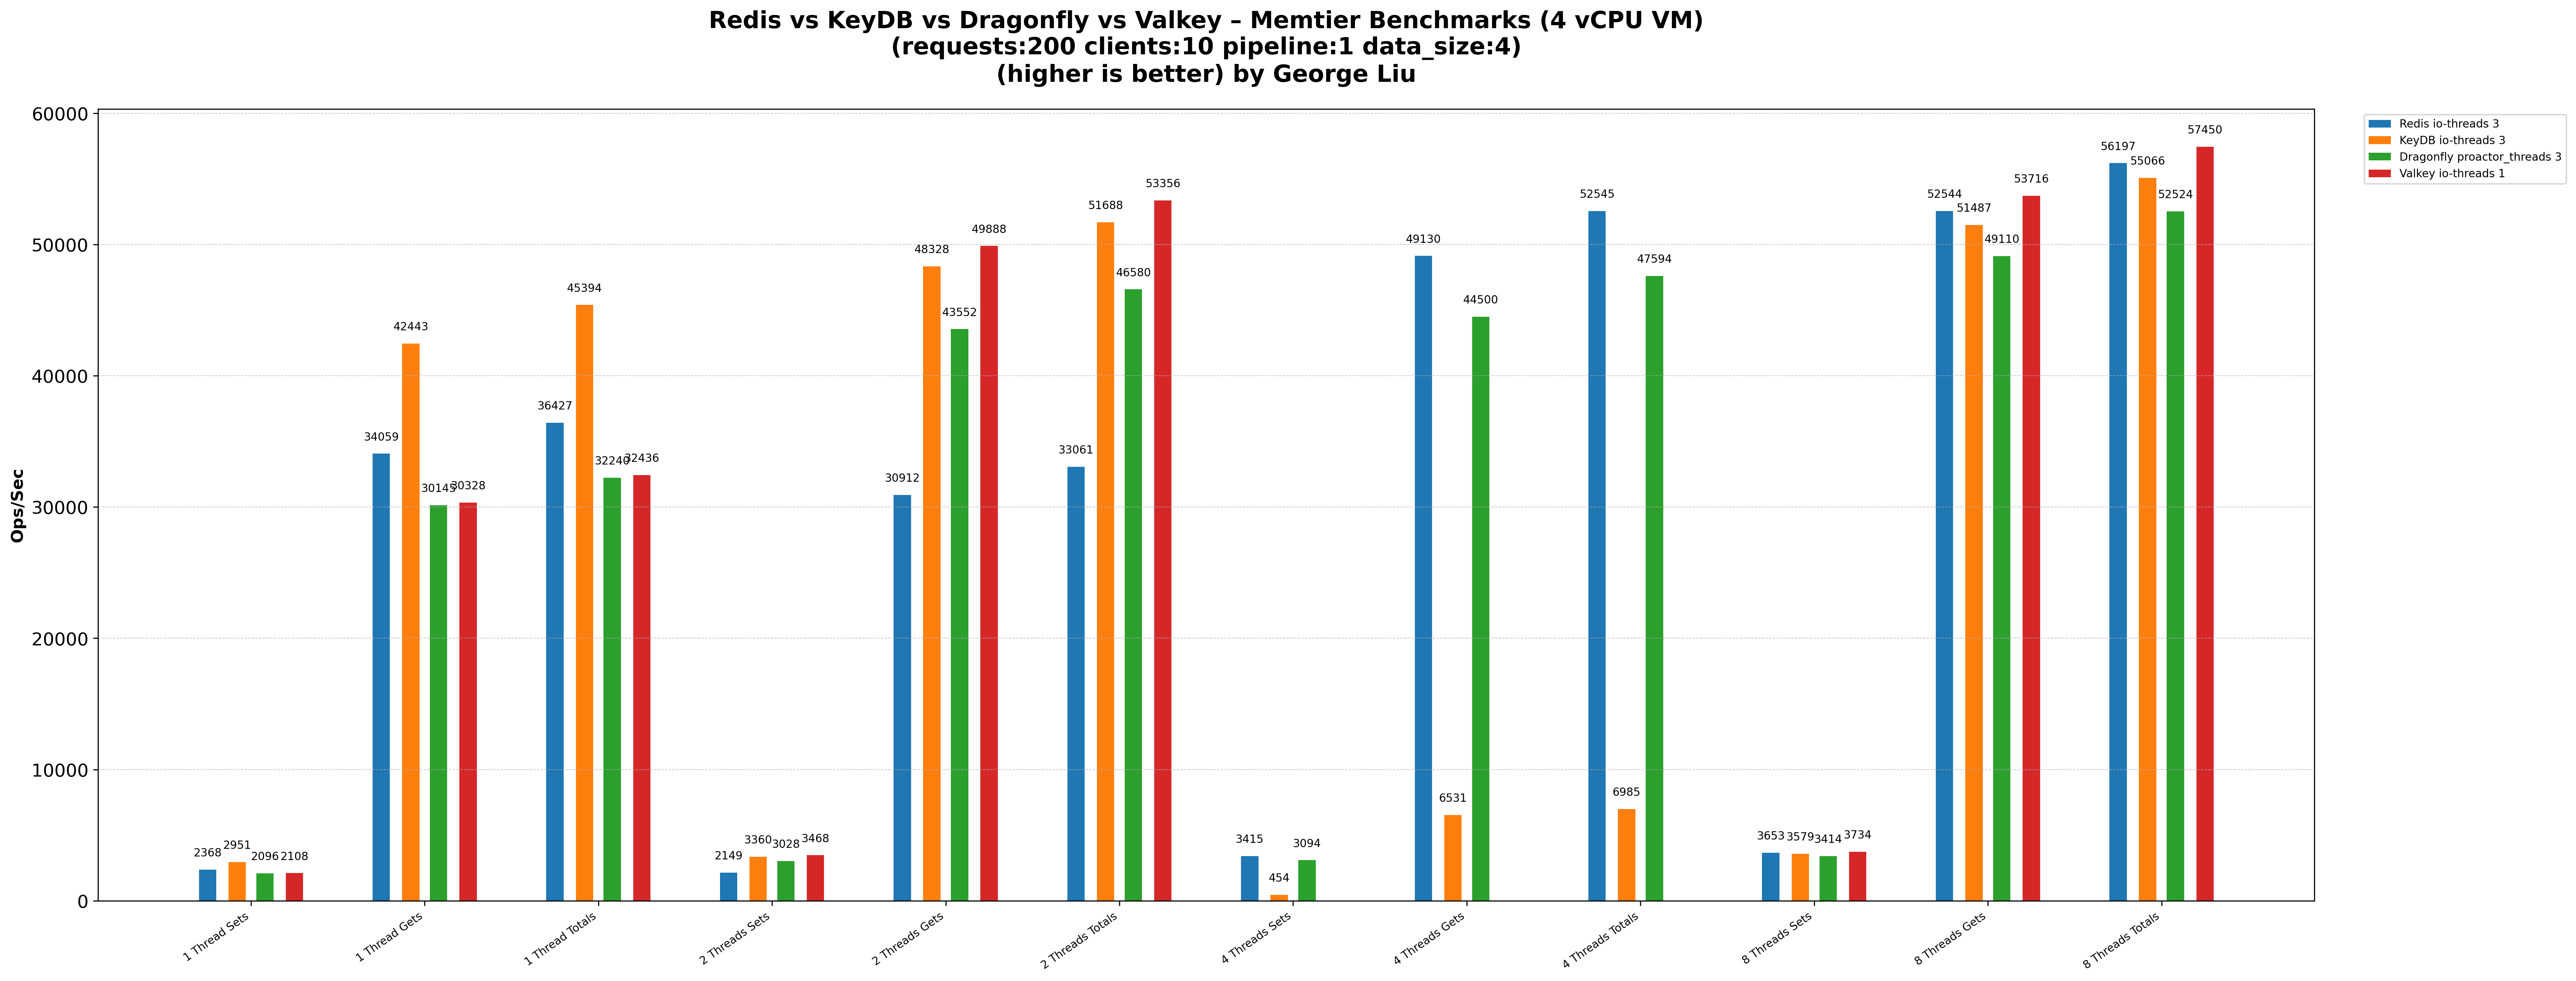 Redis vs KeyDB vs Dragonfly vs Valkey – Memtier Benchmarks (4 vCPU VM)
(requests:200 clients:10 pipeline:1 data_size:4)
(higher is better) by George Liu
Redis io-threads 3
KeyDB io-threads 3
Dragonfly proactor_threads 3
Valkey io-threads 1
Ops/Sec
60000
50000
40000
30000
20000
10000
0
2368
2951
2096
2108
34059
42443
30145
30328
36427
45394
32240
32436
2149
3360
3028
3468
30912
48328
43552
49888
33061
51688
46580
53356
3415
454
3094
49130
6531
44500
52545
6985
47594
3653
3579
3414
3734
52544
51487
49110
53716
56197
55066
52524
57450
1 Thread Sets
1 Thread Gets
1 Thread Totals
2 Threads Sets
2 Threads Gets
2 Threads Totals
4 Threads Sets
4 Threads Gets
4 Threads Totals
8 Threads Sets
8 Threads Gets
8 Threads Totals